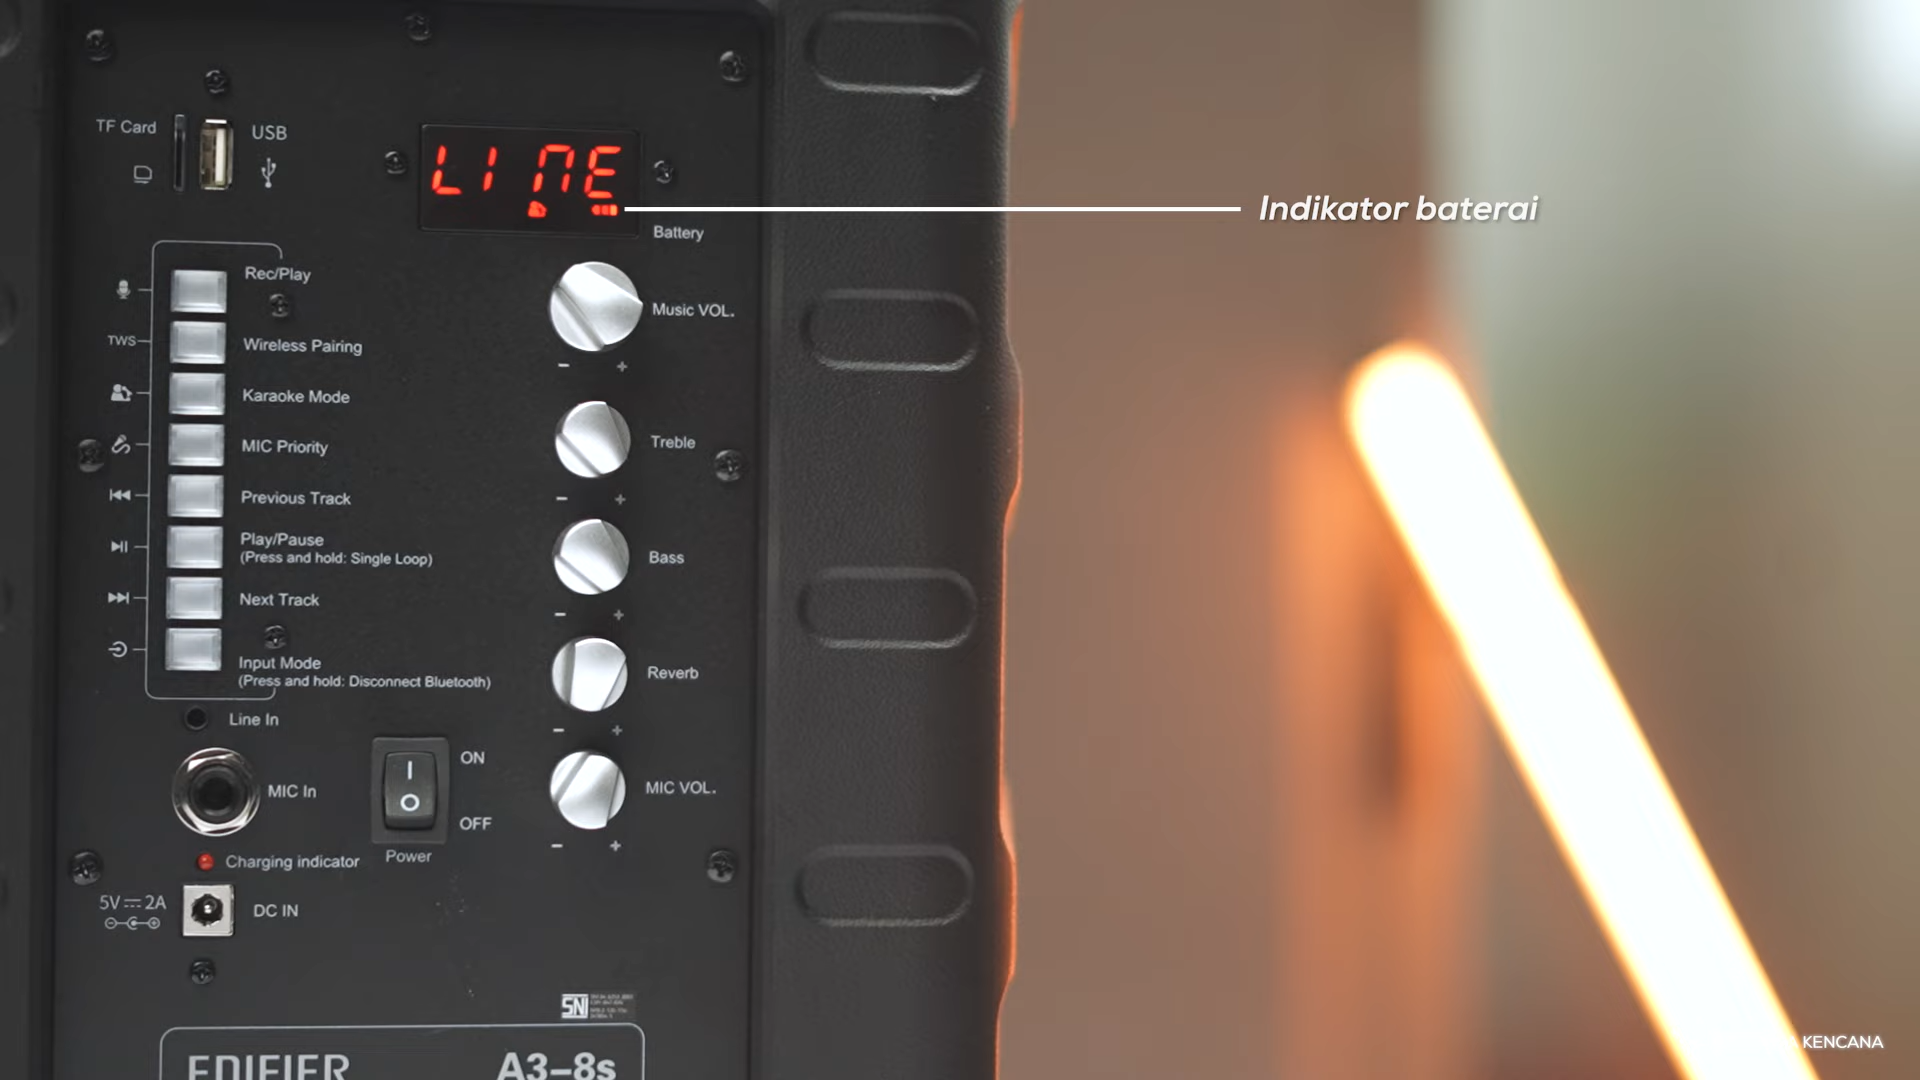 TF Card
USB
LINE
Indikator baterai
Battery
Rec/Play
Music VOL.
TWS
Wireless Pairing
- +
Karaoke Mode
Treble
MIC Priority
Previous Track
- +
Play/Pause
(Press and hold: Single Loop)
Bass
Next Track
- +
Input Mode
(Press and hold: Disconnect Bluetooth)
Reverb
Line In
- +
ON
MIC In
MIC VOL.
I
O
OFF
- +
Power
Charging indicator
5V 2A
DC IN
SNI
EDIFIER
A3-8s
KENCANA